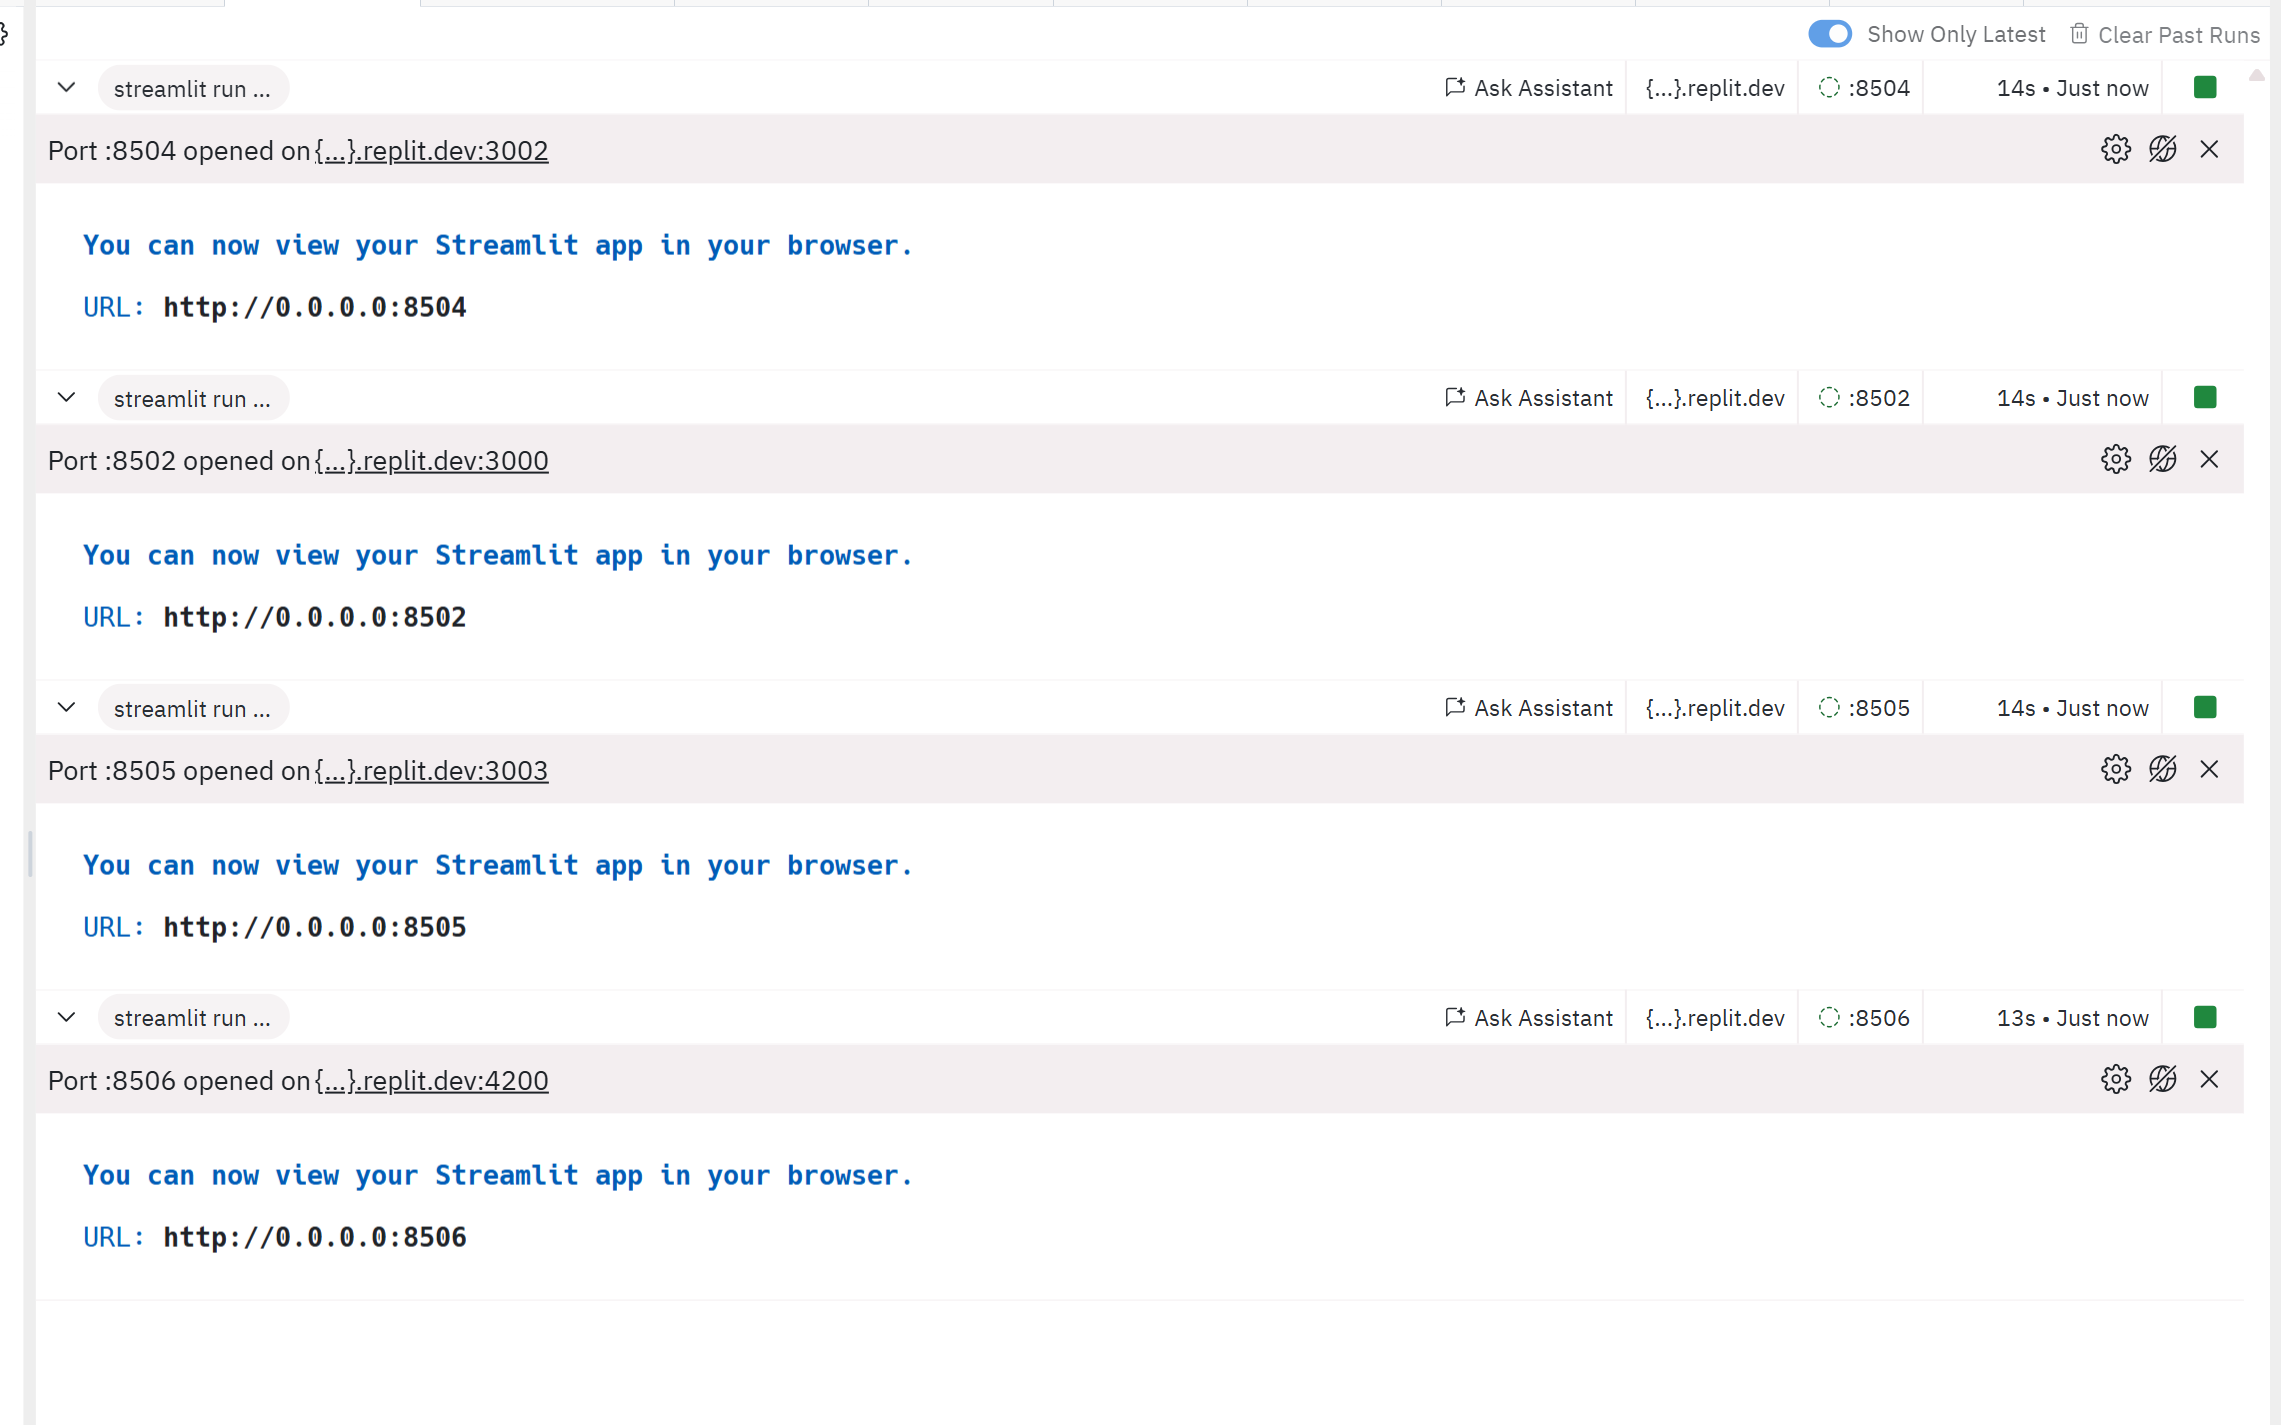 Show Only Latest Clear Past Runs
streamlit run ... Ask Assistant {...}.replit.dev :8504 14s • Just now
Port :8504 opened on {...}.replit.dev:3002
You can now view your Streamlit app in your browser.
URL: http://0.0.0.0:8504
streamlit run ... Ask Assistant {...}.replit.dev :8502 14s • Just now
Port :8502 opened on {...}.replit.dev:3000
You can now view your Streamlit app in your browser.
URL: http://0.0.0.0:8502
streamlit run ... Ask Assistant {...}.replit.dev :8505 14s • Just now
Port :8505 opened on {...}.replit.dev:3003
You can now view your Streamlit app in your browser.
URL: http://0.0.0.0:8505
streamlit run ... Ask Assistant {...}.replit.dev :8506 13s • Just now
Port :8506 opened on {...}.replit.dev:4200
You can now view your Streamlit app in your browser.
URL: http://0.0.0.0:8506